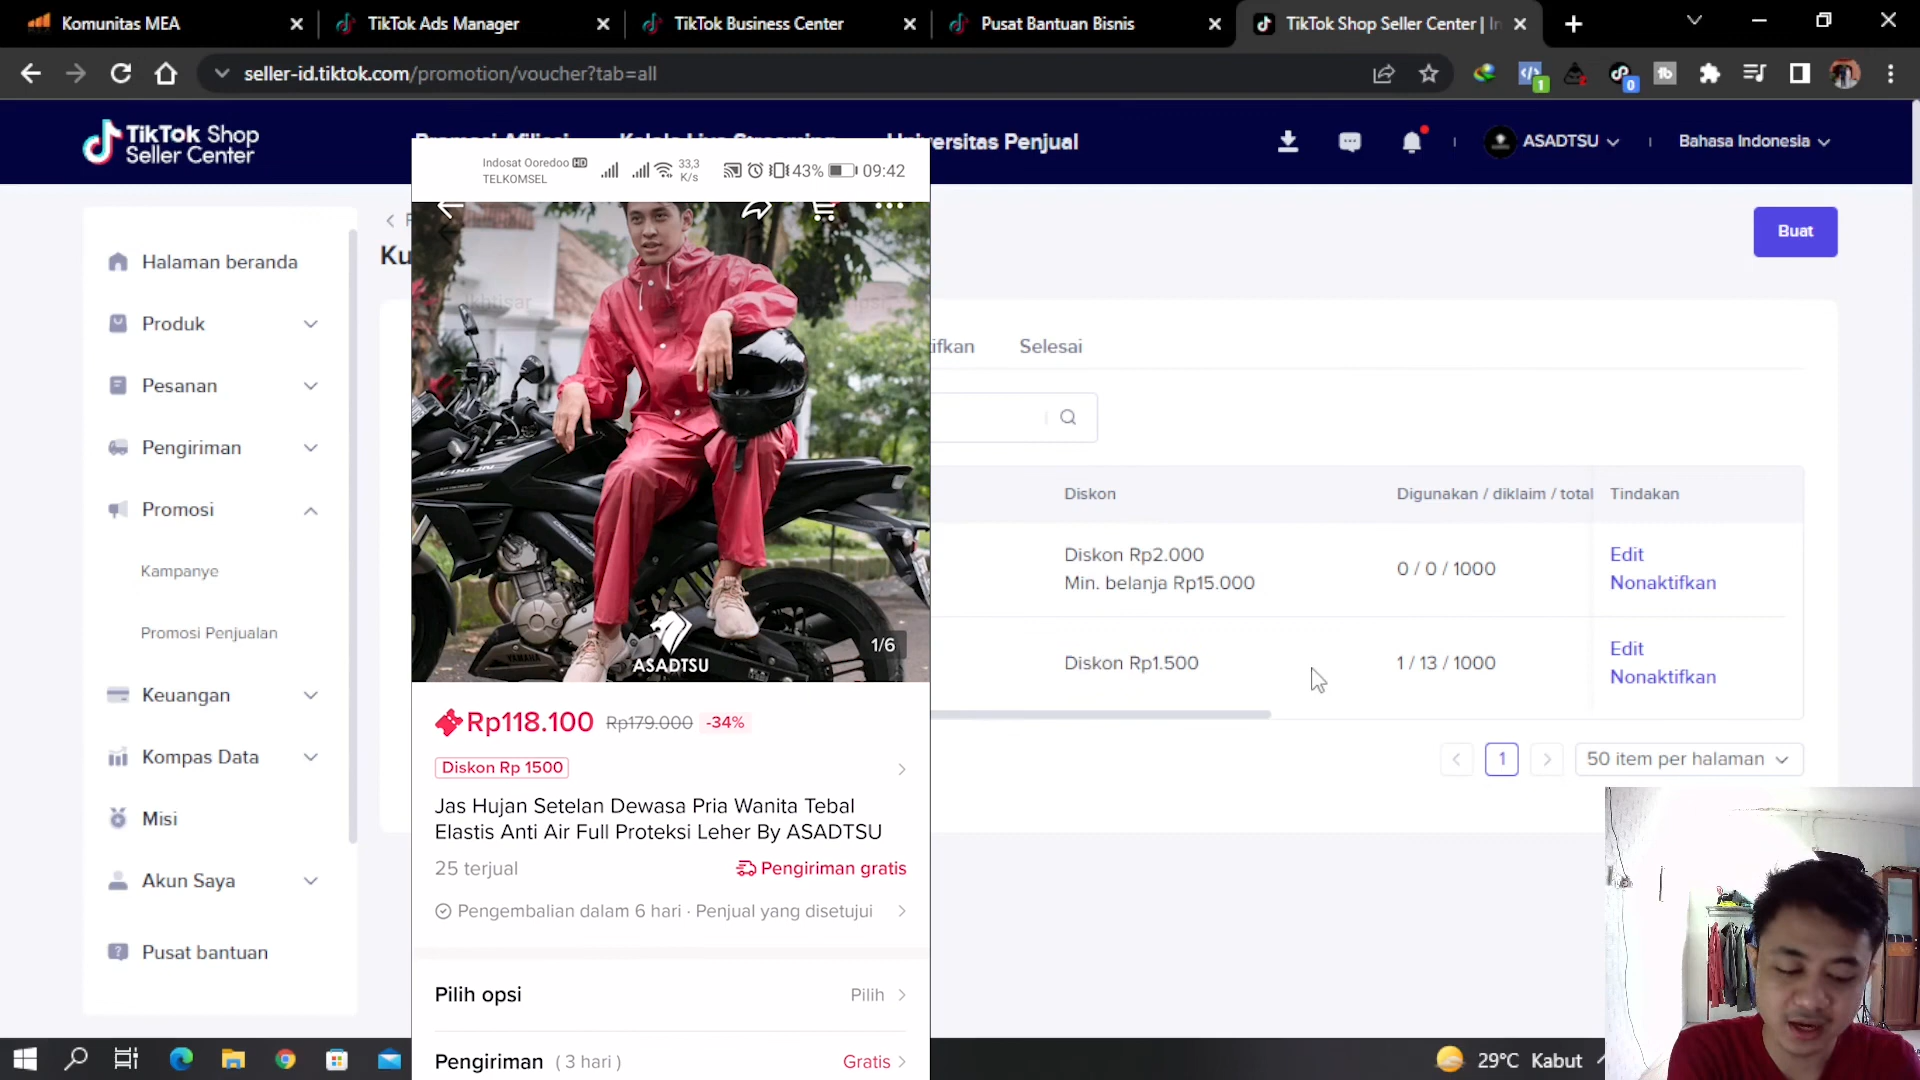 Komunitas MEA
TikTok Ads Manager
TikTok Business Center
Pusat Bantuan Bisnis
TikTok Shop Seller Center | In
seller-id.tiktok.com/promotion/voucher?tab=all
1
0
TikTok Shop
Seller Center
ersitas Penjual
ASADTSU
Bahasa Indonesia
Indosat Ooredoo HD
TELKOMSEL
33,3
K/s
43%
09:42
Halaman beranda
Produk
Pesanan
Pengiriman
Promosi
Kampanye
Promosi Penjualan
Keuangan
Kompas Data
Misi
Akun Saya
Pusat bantuan
Ku
Buat
ifkan
Selesai
Diskon
Digunakan / diklaim / total
Tindakan
Diskon Rp2.000
Min. belanja Rp15.000
0 / 0 / 1000
Edit
Nonaktifkan
Diskon Rp1.500
1 / 13 / 1000
Edit
Nonaktifkan
1
50 item per halaman
YAMAHA
ASADTSU
1/6
Rp118.100 Rp179.000 -34%
Diskon Rp 1500
Jas Hujan Setelan Dewasa Pria Wanita Tebal
Elastis Anti Air Full Proteksi Leher By ASADTSU
25 terjual
Pengiriman gratis
Pengembalian dalam 6 hari · Penjual yang disetujui
Pilih opsi
Pilih
Pengiriman ( 3 hari )
Gratis
29°C Kabut